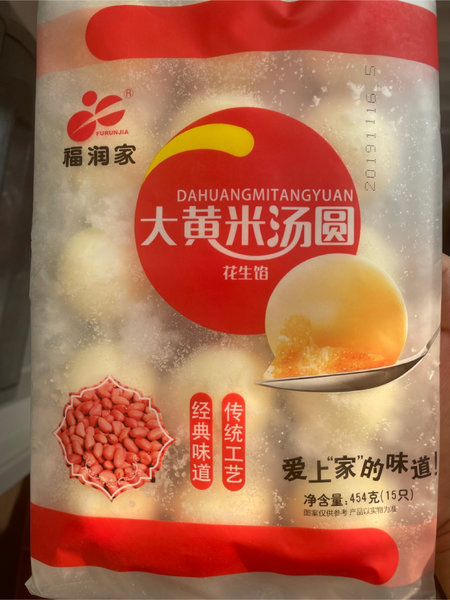 ®
FURUNJIA
福润家
20191116 5
DAHUANGMITANGYUAN
大黄米汤圆
花生馅
传统工艺
经典味道
爱上“家”的味道!
净含量:454克(15只)
图案仅供参考 产品以实物为准